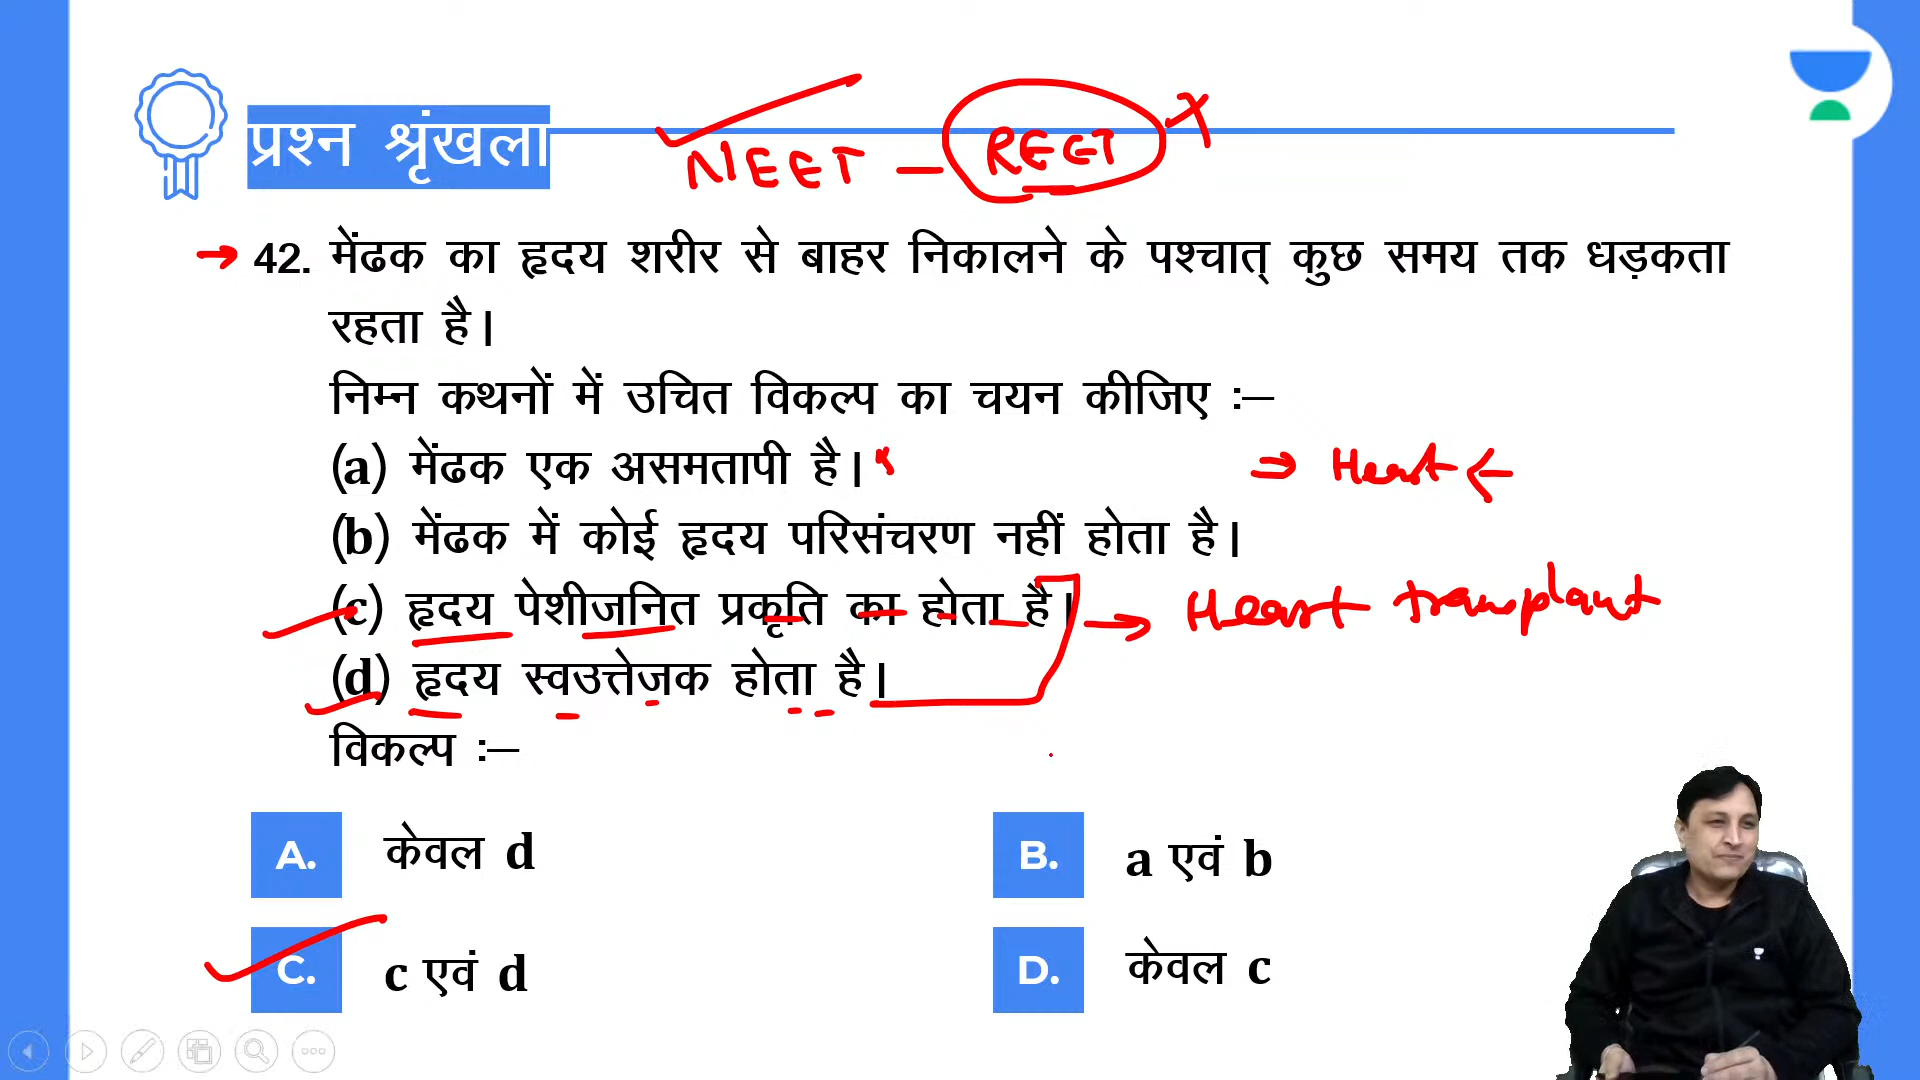 प्रश्न श्रृंखला
NEET - REET
42. मेंढक का हृदय शरीर से बाहर निकालने के पश्चात् कुछ समय तक धड़कता
रहता है।
निम्न कथनों में उचित विकल्प का चयन कीजिए :–
(a) मेंढक एक असमतापी है।
Heart
(b) मेंढक में कोई हृदय परिसंचरण नहीं होता है।
(c) हृदय पेशीजनित प्रकृति का होता है।
Heart transplant
(d) हृदय स्वउत्तेजक होता है।
विकल्प :–
A. केवल d
B. a एवं b
C. c एवं d
D. केवल c